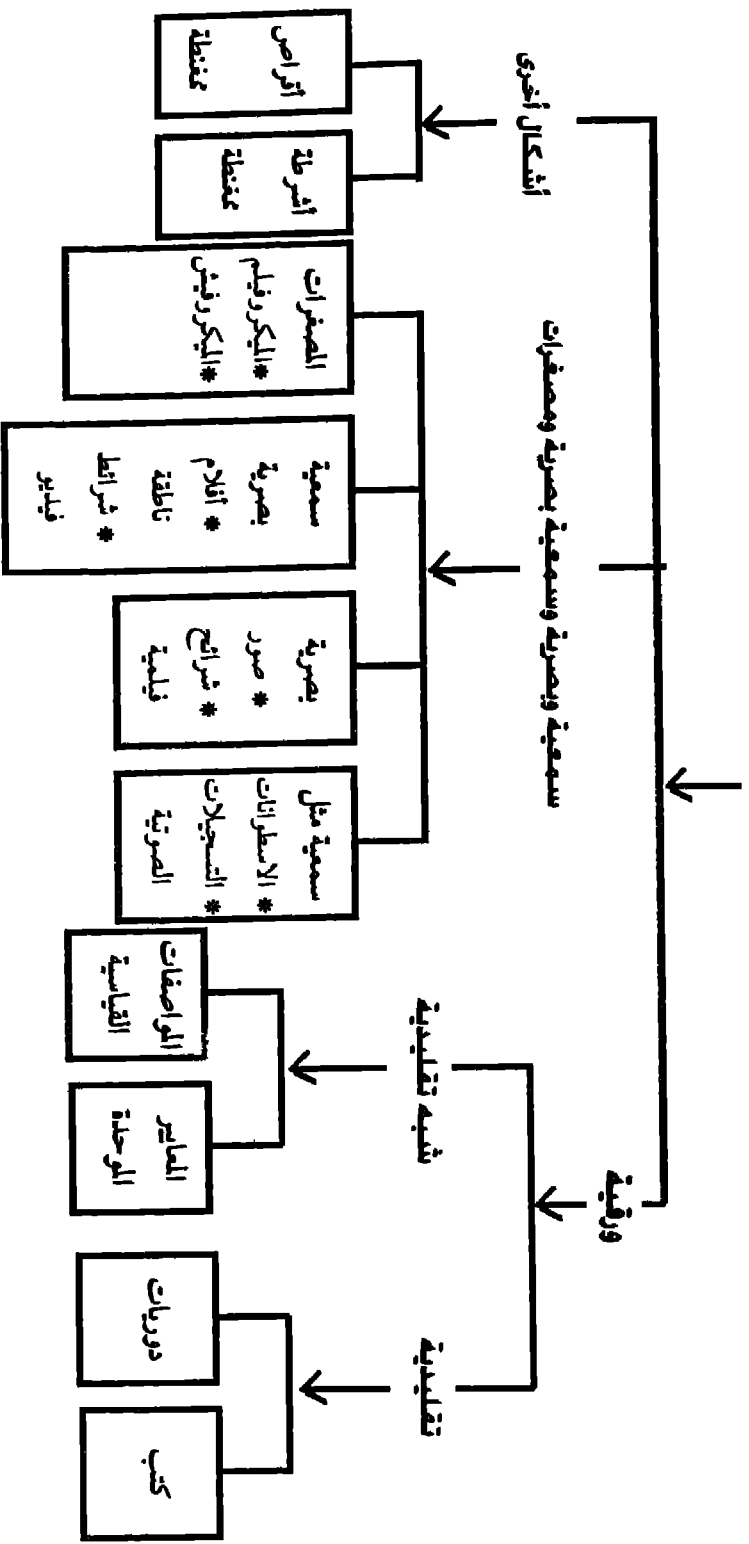 ورقية
سمعية وبصرية وسمعية بصرية ومصغرات
أشكال أخرى
تقليدية
شبه تقليدية
كتب
دوريات
المعايير
الموحدة
المواصفات
القياسية
سمعية مثل
* الاسطوانات
* التسجيلات
الصوتية
بصرية
* صور
* شرائح
فيلمية
سمعية
بصرية
* أفلام
ناطقة
* شرائط
فيديو
المصغرات
*الميكروفيلم
*الميكروفيش
أشرطة
ممغنطة
أقراص
ممغنطة